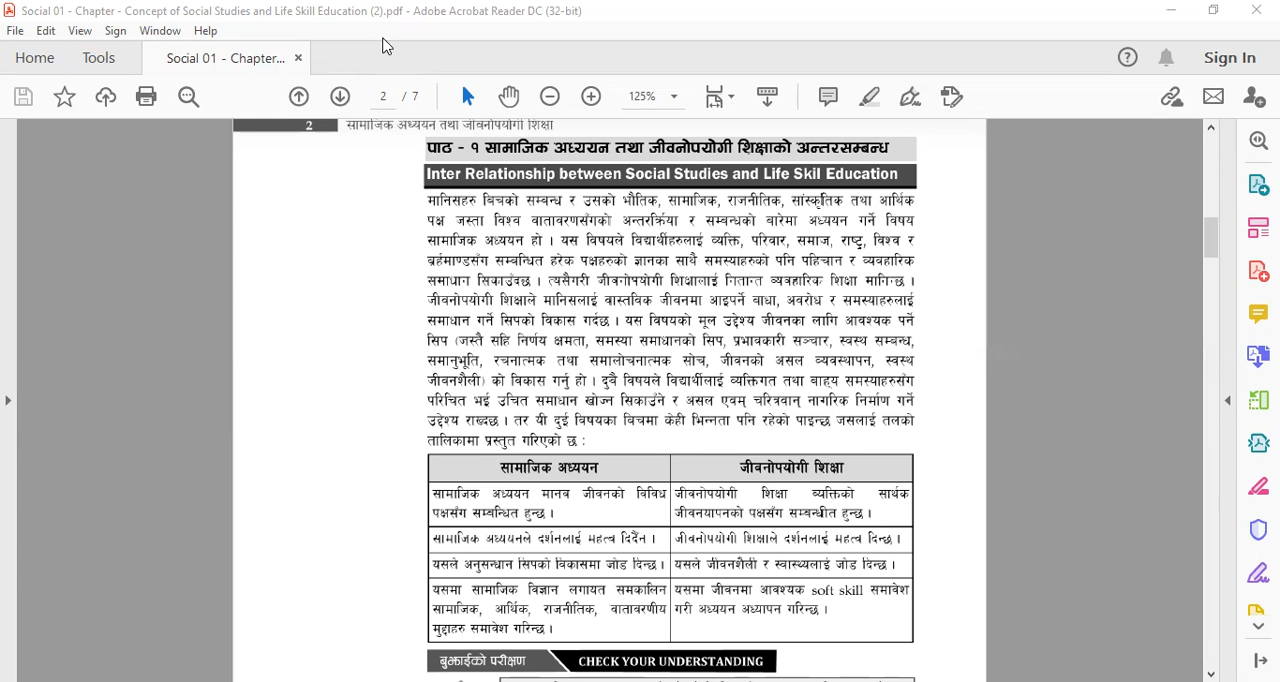 Social 01 - Chapter - Concept of Social Studies and Life Skill Education (2).pdf - Adobe Acrobat Reader DC (32-bit)
File Edit View Sign Window Help
Home Tools Social 01 - Chapter... × Sign In
2 / 7 125%
2 सामाजिक अध्ययन तथा जीवनोपयोगी शिक्षा
पाठ - १ सामाजिक अध्ययन तथा जीवनोपयोगी शिक्षाको अन्तरसम्बन्ध
Inter Relationship between Social Studies and Life Skil Education
मानिसहरु बिचको सम्बन्ध र उसको भौतिक, सामाजिक, राजनीतिक, सांस्कृतिक तथा आर्थिक
पक्ष जस्ता विश्व वातावरणसँगको अन्तरक्रिया र सम्बन्धको बारेमा अध्ययन गर्ने विषय
सामाजिक अध्ययन हो । यस विषयले विद्यार्थीहरुलाई व्यक्ति, परिवार, समाज, राष्ट्र, विश्व र
ब्रह्माण्डसँग सम्बन्धित हरेक पक्षहरुको ज्ञानका साथै समस्याहरुको पनि पहिचान र व्यवहारिक
समाधान सिकाउँदछ । त्यसैगरी जीवनोपयोगी शिक्षालाई नितान्त व्यवहारिक शिक्षा मानिन्छ ।
जीवनोपयोगी शिक्षाले मानिसलाई वास्तविक जीवनमा आइपर्ने बाधा, अवरोध र समस्याहरुलाई
समाधान गर्ने सिपको विकास गर्दछ । यस विषयको मूल उद्देश्य जीवनका लागि आवश्यक पर्ने
सिप (जस्तै सहि निर्णय क्षमता, समस्या समाधानको सिप, प्रभावकारी सञ्चार, स्वस्थ सम्बन्ध,
समानुभूति, रचनात्मक तथा समालोचनात्मक सोच, जीवनको असल व्यवस्थापन, स्वस्थ
जीवनशैली) को विकास गर्नु हो । दुवै विषयले विद्यार्थीलाई व्यक्तिगत तथा बाह्य समस्याहरुसँग
परिचित भई उचित समाधान खोज्न सिकाउँने र असल एवम् चरित्रवान् नागरिक निर्माण गर्ने
उद्देश्य राख्दछ । तर यी दुई विषयका बिचमा केही भिन्नता पनि रहेको पाइन्छ जसलाई तलको
तालिकामा प्रस्तुत गरिएको छ :
सामाजिक अध्ययन जीवनोपयोगी शिक्षा
सामाजिक अध्ययन मानव जीवनको विविध पक्षसँग सम्बन्धित हुन्छ ।
जीवनोपयोगी शिक्षा व्यक्तिको सार्थक जीवनयापनको पक्षसँग सम्बन्धीत हुन्छ ।
सामाजिक अध्ययनले दर्शनलाई महत्व दिदैंन ।
जीवनोपयोगी शिक्षाले दर्शनलाई महत्व दिन्छ ।
यसले अनुसन्धान सिपको विकासमा जोड दिन्छ ।
यसले जीवनशैली र स्वास्थ्यलाई जोड दिन्छ ।
यसमा सामाजिक विज्ञान लगायत समकालिन
सामाजिक, आर्थिक, राजनीतिक, वातावरणीय
मुद्दाहरु समावेश गरिन्छ ।
यसमा जीवनमा आवश्यक soft skill समावेश
गरी अध्ययन अध्यापन गरिन्छ ।
बुझाईको परीक्षण CHECK YOUR UNDERSTANDING